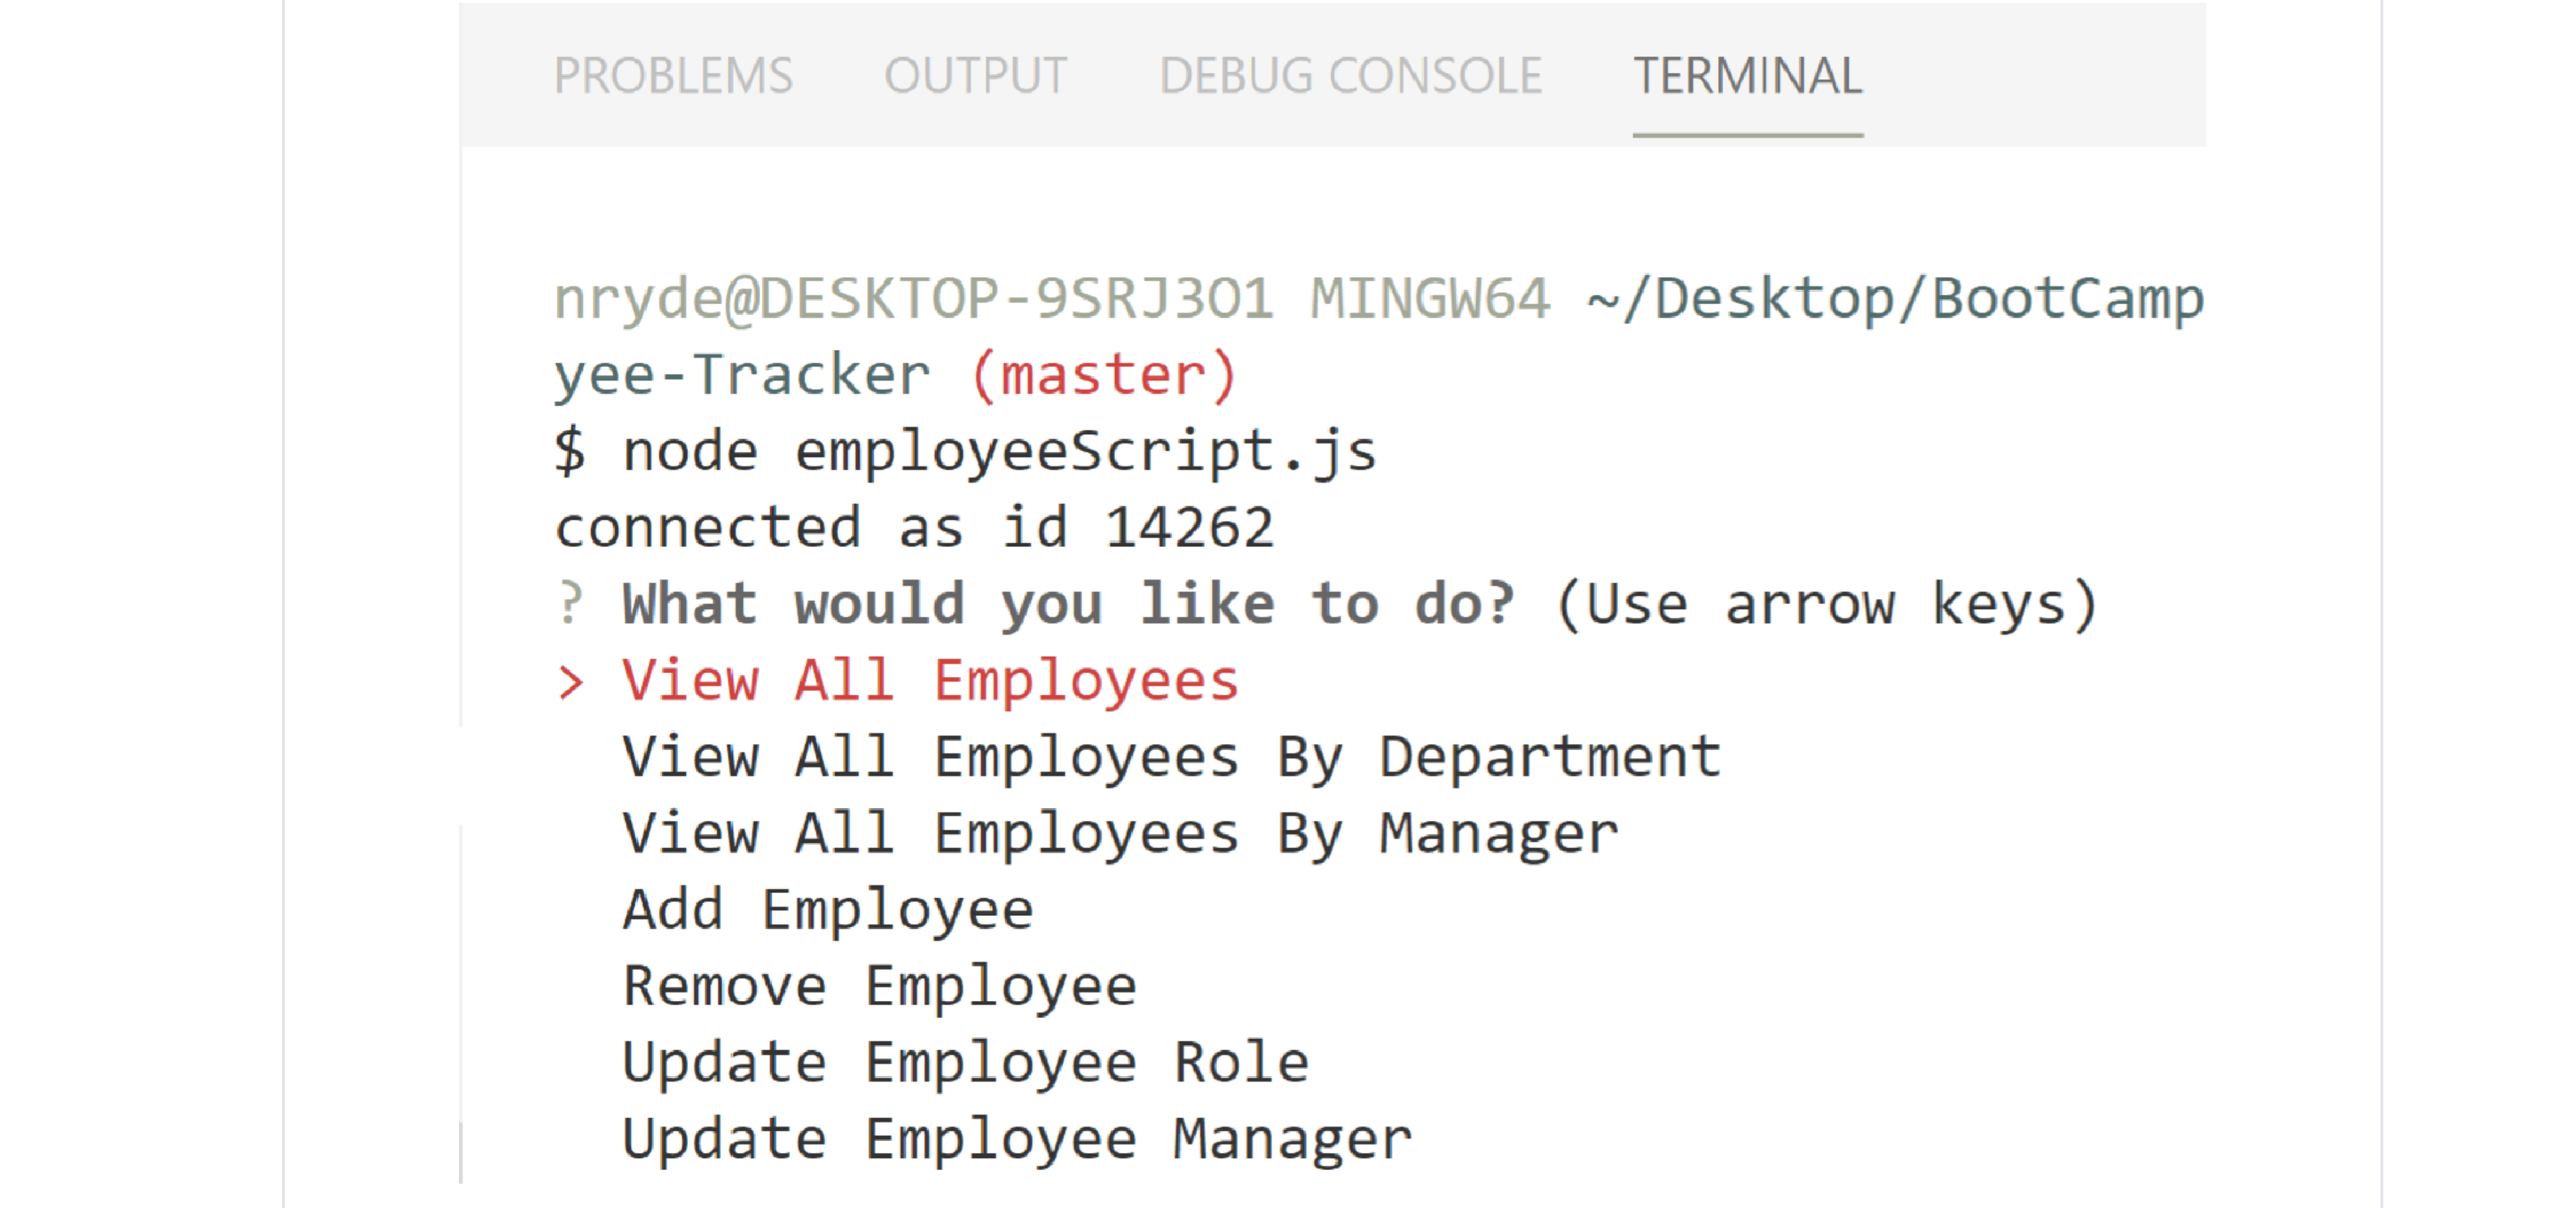 PROBLEMS OUTPUT DEBUG CONSOLE TERMINAL
nryde@DESKTOP-9SRJ3O1 MINGW64 ~/Desktop/BootCamp
yee-Tracker (master)
$ node employeeScript.js
connected as id 14262
? What would you like to do? (Use arrow keys)
> View All Employees
View All Employees By Department
View All Employees By Manager
Add Employee
Remove Employee
Update Employee Role
Update Employee Manager